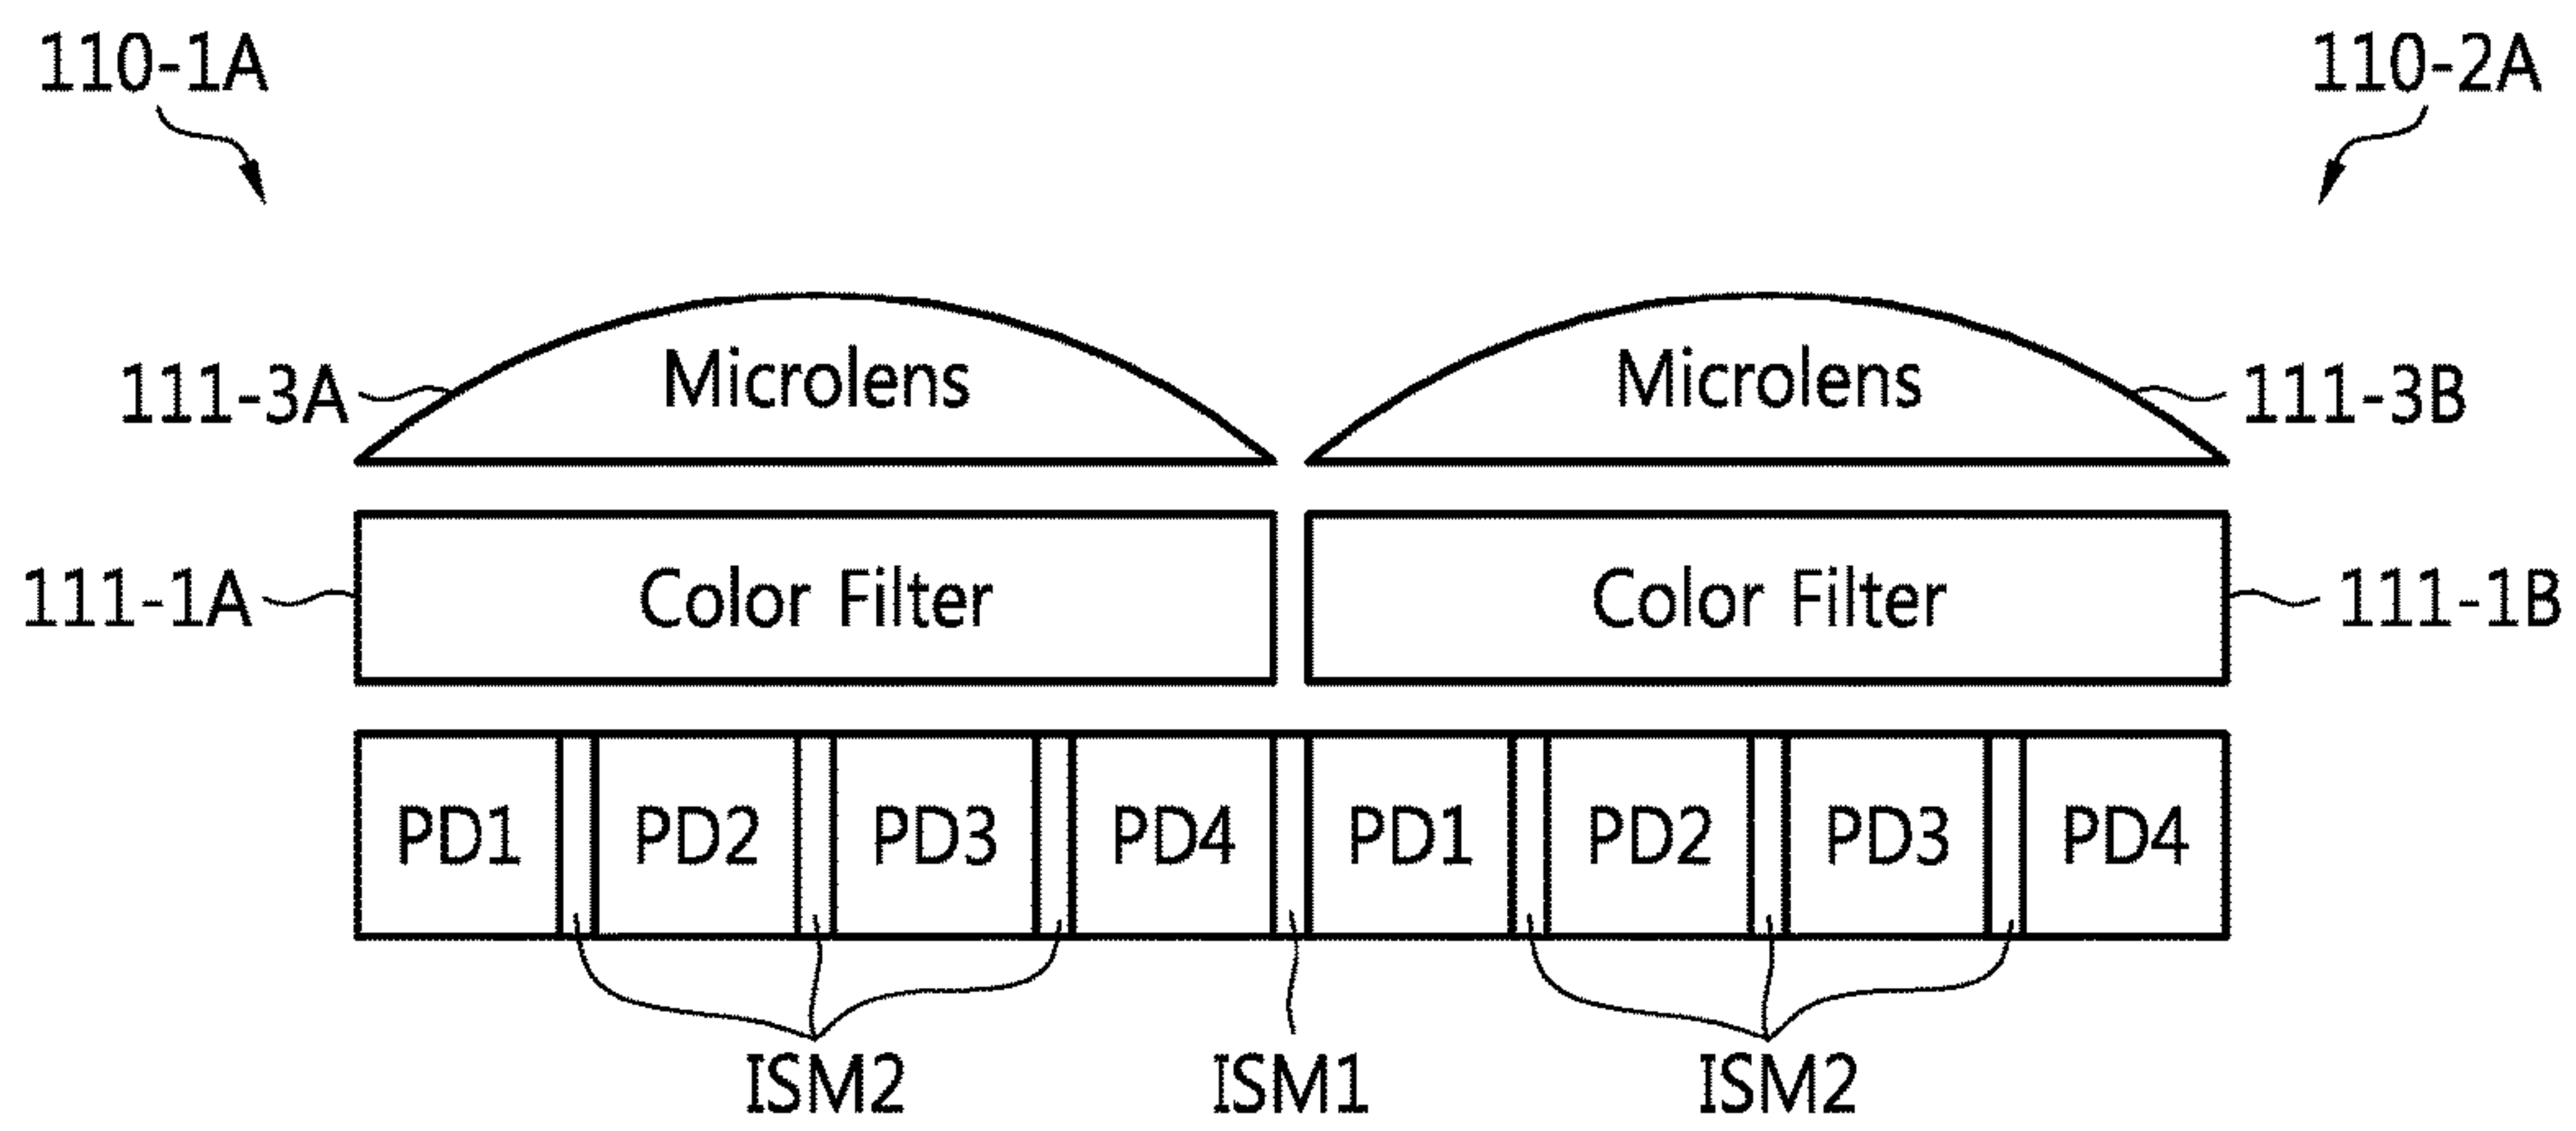 110-1A 110-2A
Microlens Microlens
111-3A 111-3B
Color Filter Color Filter
111-1A 111-1B
PD1 PD2 PD3 PD4 PD1 PD2 PD3 PD4
ISM2 ISM1 ISM2